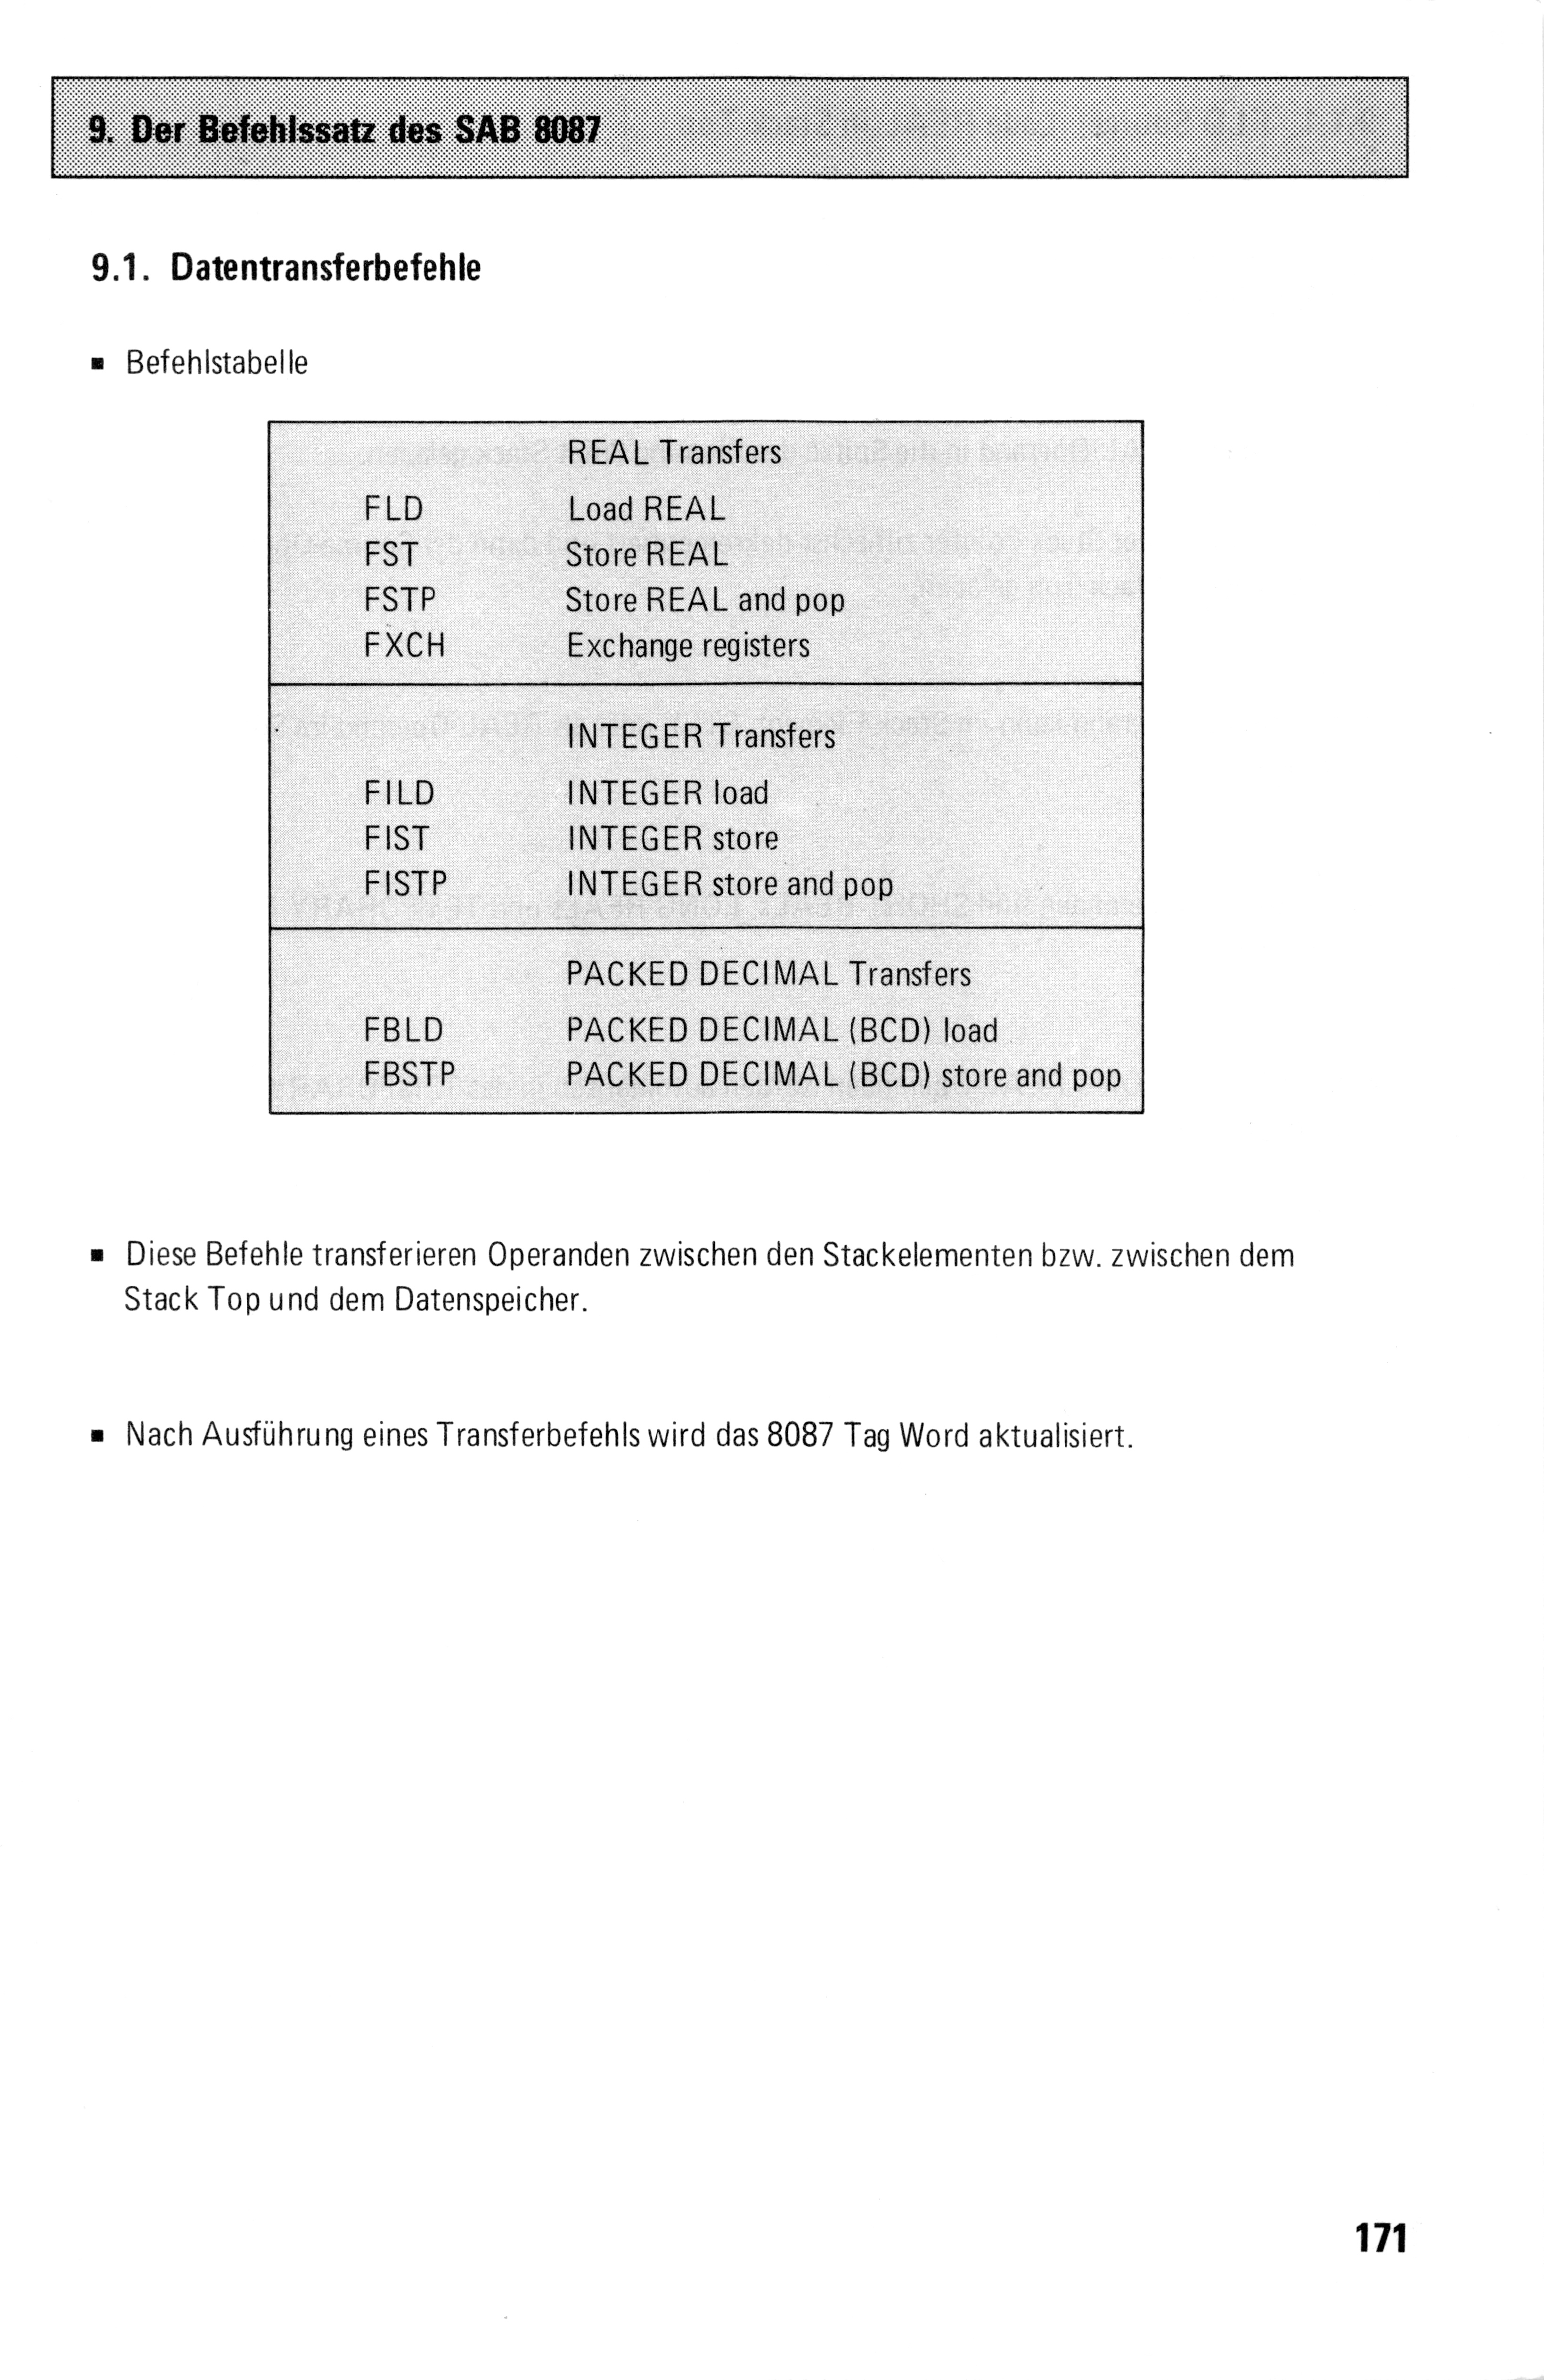 9. Der Befehlssatz des SAB 8087
9.1. Datentransferbefehle
▪ Befehlstabelle
REAL Transfers
FLD Load REAL
FST Store REAL
FSTP Store REAL and pop
FXCH Exchange registers
INTEGER Transfers
FILD INTEGER load
FIST INTEGER store
FISTP INTEGER store and pop
PACKED DECIMAL Transfers
FBLD PACKED DECIMAL (BCD) load
FBSTP PACKED DECIMAL (BCD) store and pop
▪ Diese Befehle transferieren Operanden zwischen den Stackelementen bzw. zwischen dem
Stack Top und dem Datenspeicher.
▪ Nach Ausführung eines Transferbefehls wird das 8087 Tag Word aktualisiert.
171